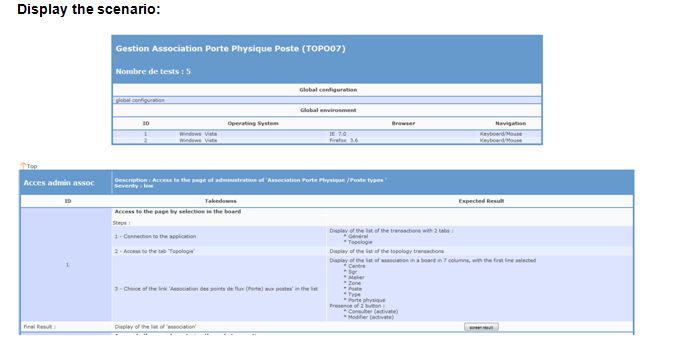 Display the scenario:
Gestion Association Porte Physique Poste (TOPO07)
Nombre de tests : 5
Global configuration
global configuration
Global environment
ID Operating System Browser Navigation
1 Windows Vista IE 7.0 Keyboard/Mouse
2 Windows Vista Firefox 3.6 Keyboard/Mouse
Top
Acces admin assoc
Description : Access to the page of administration of 'Association Porte Physique /Poste types '
Severity : low
ID Takedowns Expected Result
1
Access to the page by selection in the board
Steps :
1 - Connection to the application
Display of the list of the transactions with 2 tabs :
* Général
* Topologie
2 - Access to the tab 'Topologie'
Display of the list of the topology transactions
3 - Choice of the link 'Association des points de flux (Porte) aux postes' in the list
Display of the list of association in a board in 7 columns, with the first line selected
* Centre
* Sgr
* Atelier
* Zone
* Poste
* Type
* Porte physique
Presence of 2 button :
* Consulter (activate)
* Modifier (activate)
Final Result :
Display of the list of 'association'
screen result